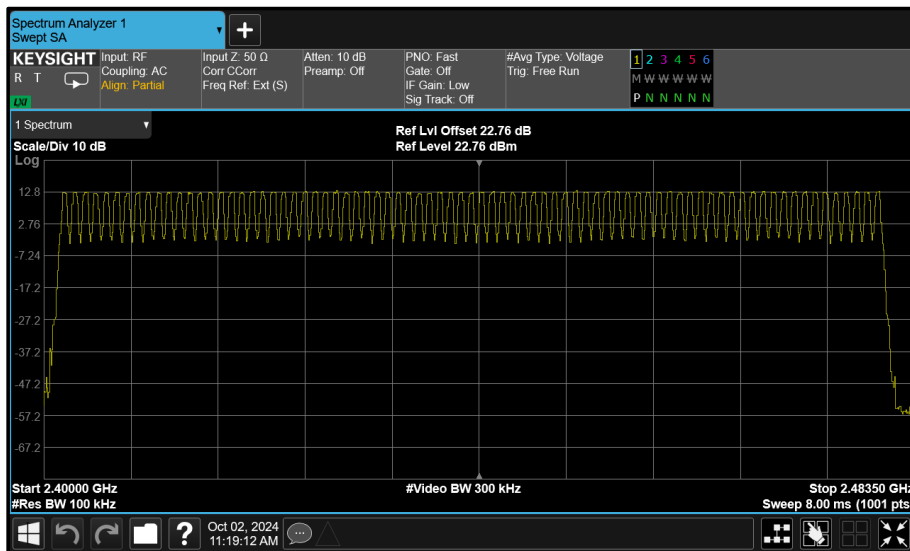 Spectrum Analyzer 1
Swept SA
KEYSIGHT
R T
LXI
Input: RF
Coupling: AC
Align: Partial
Input Z: 50 Ω
Corr CCorr
Freq Ref: Ext (S)
Atten: 10 dB
Preamp: Off
PNO: Fast
Gate: Off
IF Gain: Low
Sig Track: Off
#Avg Type: Voltage
Trig: Free Run
1 2 3 4 5 6
M W W W W W
P N N N N N
1 Spectrum
Scale/Div 10 dB
Ref Lvl Offset 22.76 dB
Ref Level 22.76 dBm
Log
12.8
2.76
-7.24
-17.2
-27.2
-37.2
-47.2
-57.2
-67.2
Start 2.40000 GHz
#Res BW 100 kHz
#Video BW 300 kHz
Stop 2.48350 GHz
Sweep 8.00 ms (1001 pts
?
Oct 02, 2024
11:19:12 AM